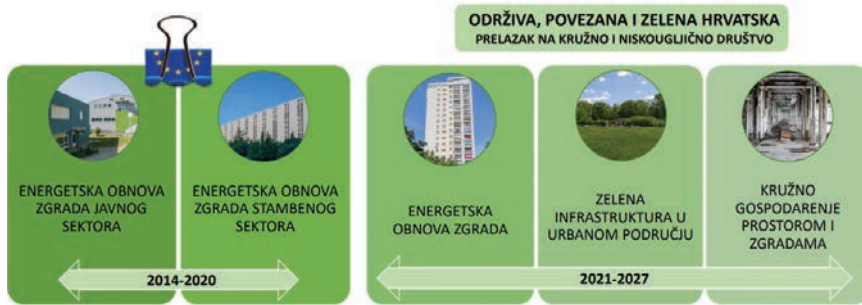 ODRŽIVA, POVEZANA I ZELENA HRVATSKA
PRELAZAK NA KRUŽNO I NISKOUGLJIČNO DRUŠTVO
ENERGETSKA OBNOVA
ZGRADA JAVNOG
SEKTORA
ENERGETSKA OBNOVA
ZGRADA STAMBENOG
SEKTORA
2014-2020
ENERGETSKA
OBNOVA ZGRADA
ZELENA
INFRASTRUKTURA U
URBANOM PODRUČJU
KRUŽNO
GOSPODARENJE
PROSTOROM I
ZGRADAMA
2021-2027